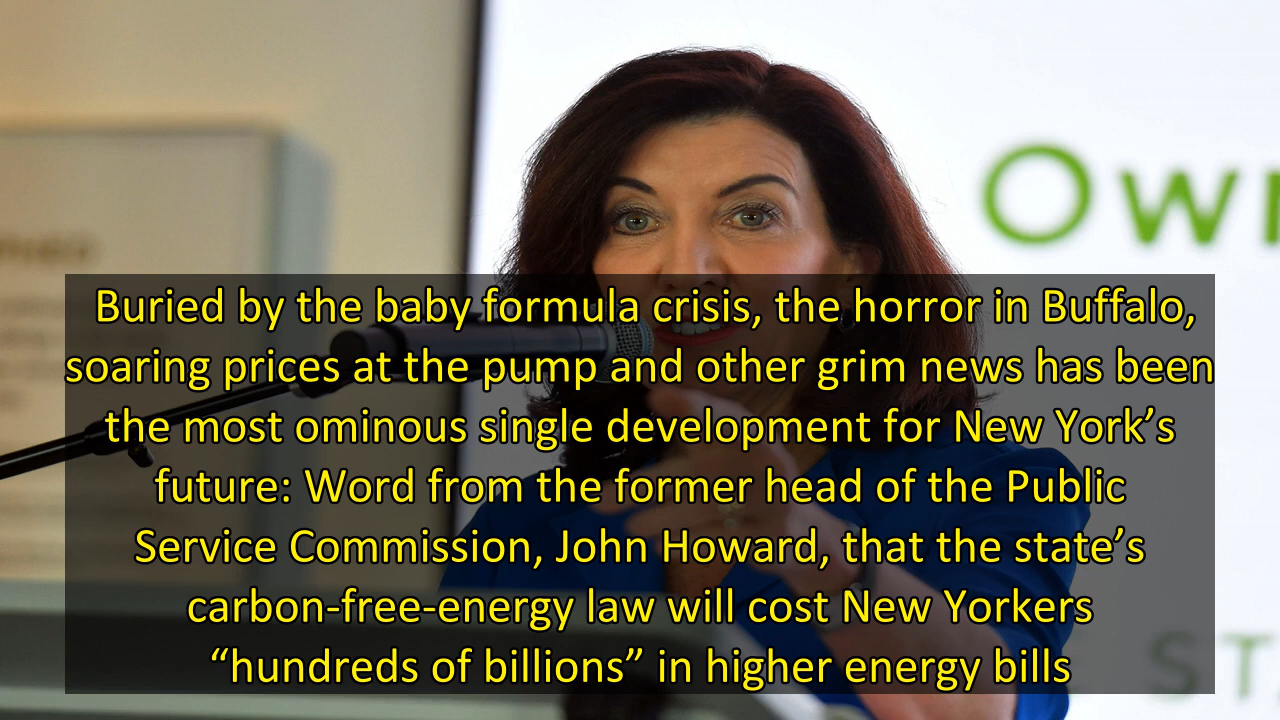 Owe
Buried by the baby formula crisis, the horror in Buffalo,
soaring prices at the pump and other grim news has been
the most ominous single development for New York’s
future: Word from the former head of the Public
Service Commission, John Howard, that the state’s
carbon-free-energy law will cost New Yorkers
“hundreds of billions” in higher energy bills